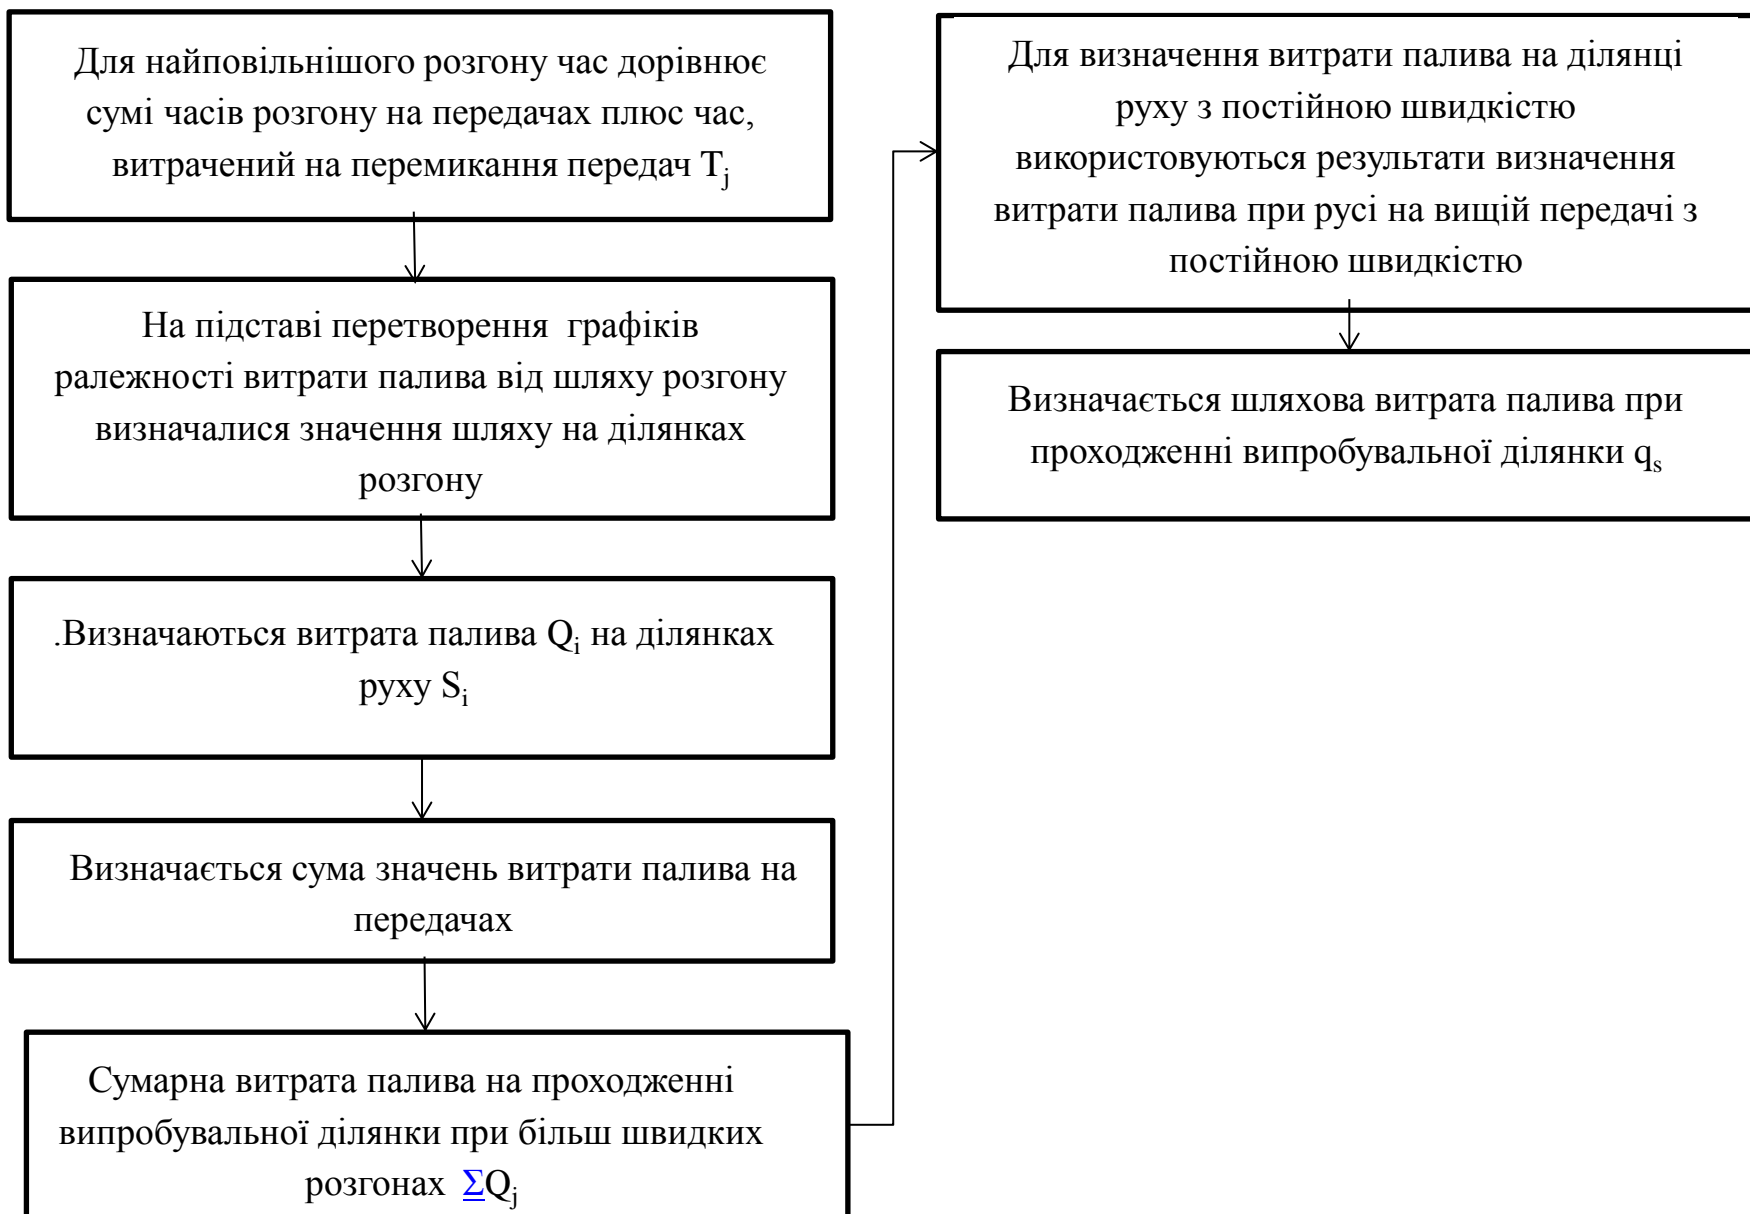 Для найповільнішого розгону час дорівнює
сумі часів розгону на передачах плюс час,
витрачений на перемикання передач Tj
На підставі перетворення графіків
ралежності витрати палива від шляху розгону
визначалися значення шляху на ділянках
розгону
.Визначаються витрата палива Qi на ділянках
руху Si
Визначається сума значень витрати палива на
передачах
Сумарна витрата палива на проходженні
випробувальної ділянки при більш швидких
розгонах ΣQj
Для визначення витрати палива на ділянці
руху з постійною швидкістю
використовуються результати визначення
витрати палива при русі на вищій передачі з
постійною швидкістю
Визначається шляхова витрата палива при
проходженні випробувальної ділянки qs